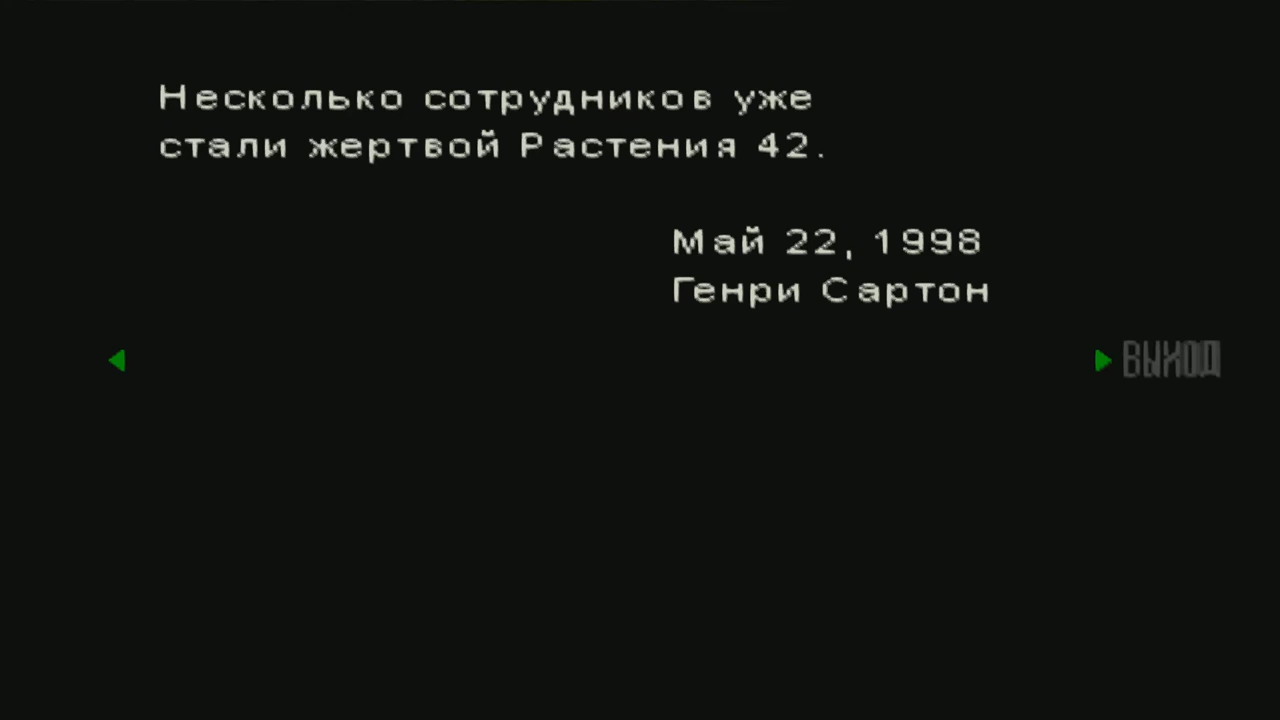 Несколько сотрудников уже
стали жертвой Растения 42.
Май 22, 1998
Генри Сартон
ВЫХОД